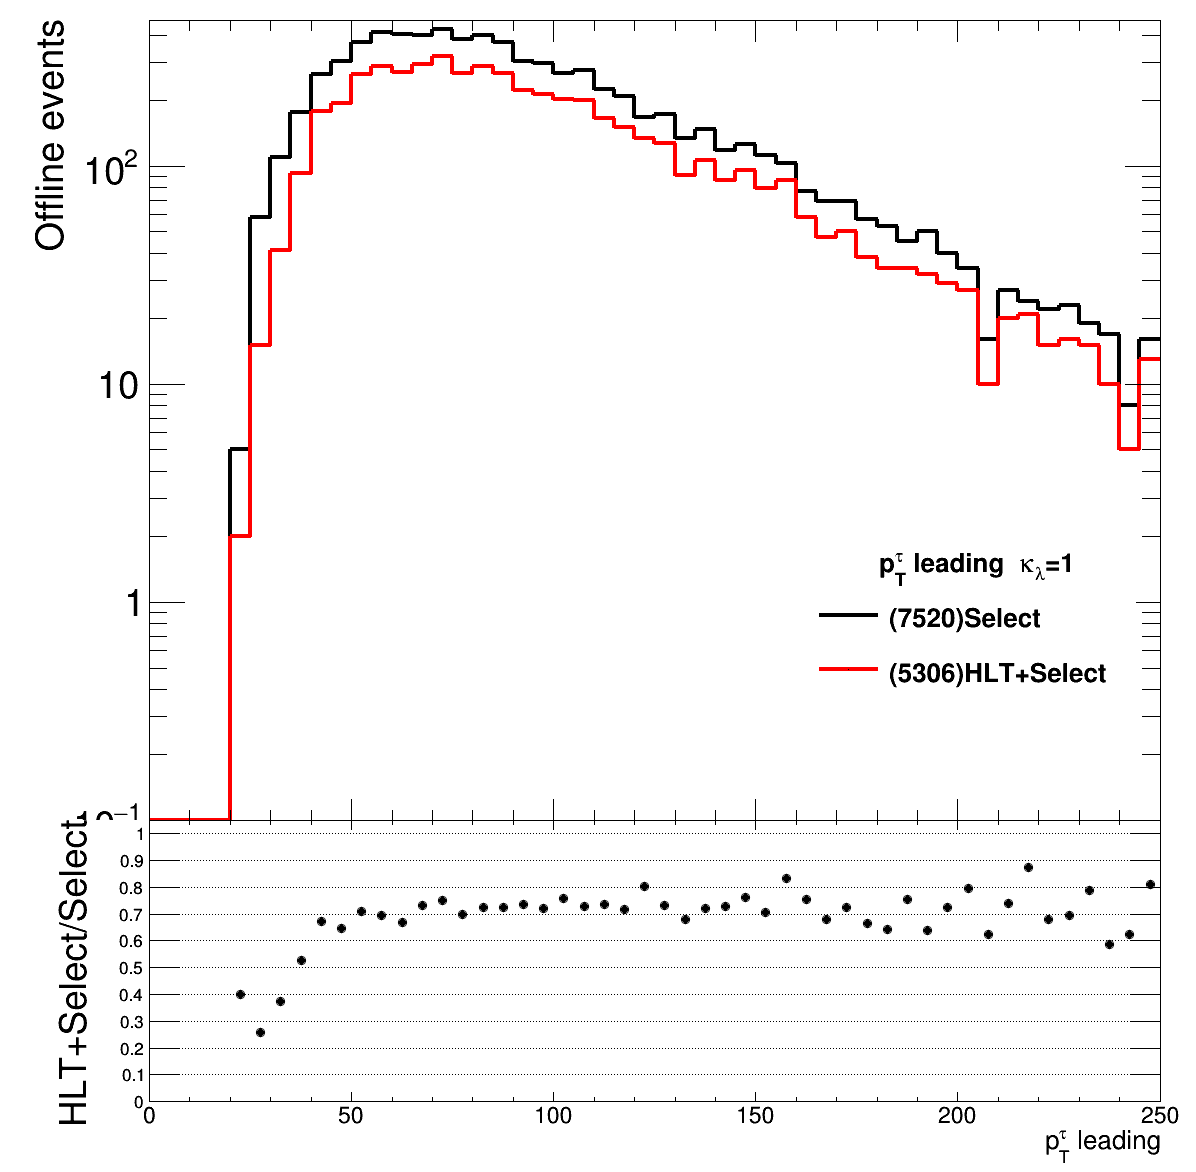 Offline events
10²
10
1
p_T^τ leading κ_λ=1
(7520)Select
(5306)HLT+Select
−1
HLT+Select/Select
1
0.9
0.8
0.7
0.6
0.5
0.4
0.3
0.2
0.1
0
0 50 100 150 200 250
p_T^τ leading